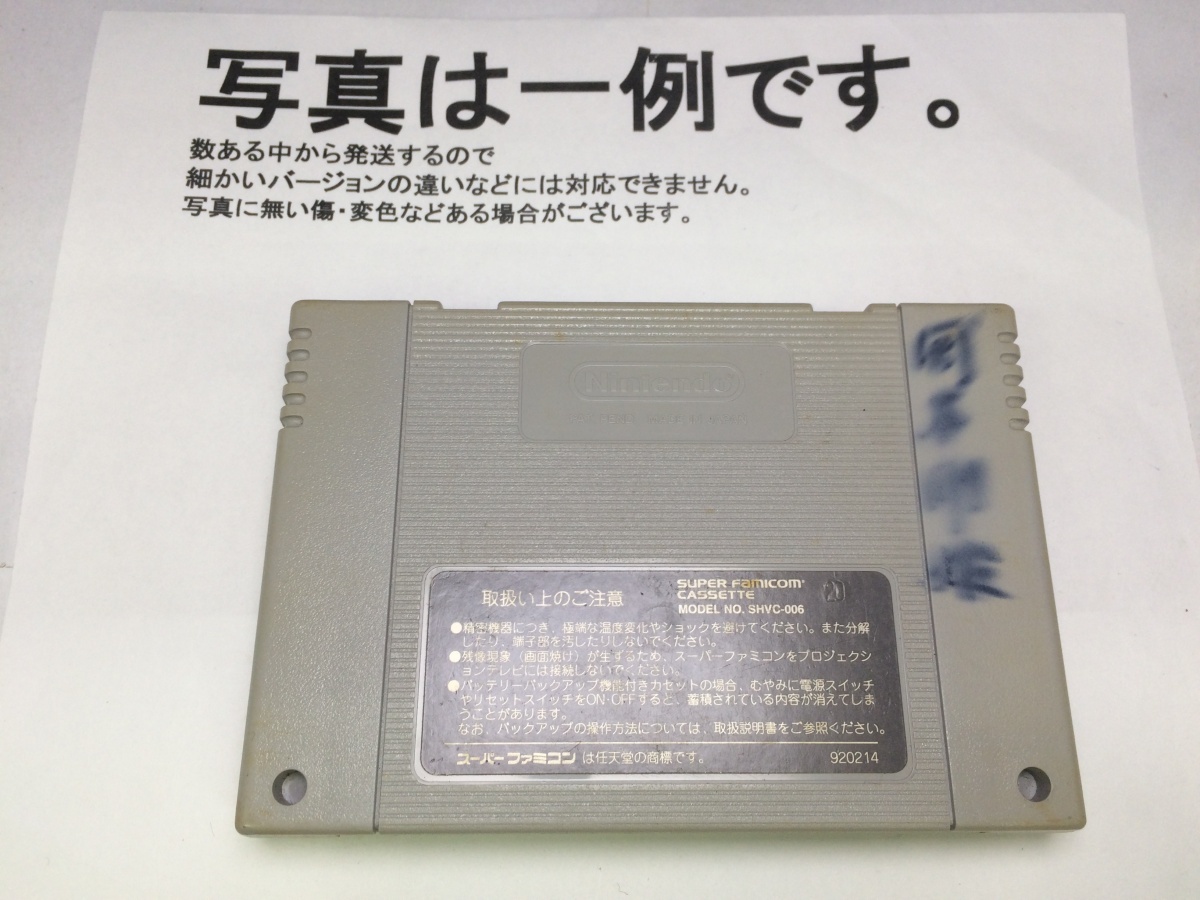 写真は一例です。
数ある中から発送するので
細かいバージョンの違いなどには対応できません。
写真に無い傷・変色などある場合がございます。
Nintendo
取扱い上のご注意
SUPER FAMICOM
CASSETTE
MODEL NO. SHVC-006
●精密機器につき、極端な温度変化やショックを避けてください。また分解
したり、端子部を汚したりしないでください。
●残像現象（画面焼け）が生ずるため、スーパーファミコンをプロジェクシ
ョンテレビには接続しないでください。
●バッテリーバックアップ機能付きカセットの場合、むやみに電源スイッチ
やリセットスイッチをON・OFFすると、蓄積されている内容が消えてしま
うことがあります。
なお、バックアップの操作方法については、取扱説明書をご参照ください。
スーパーファミコンは任天堂の商標です。
920214